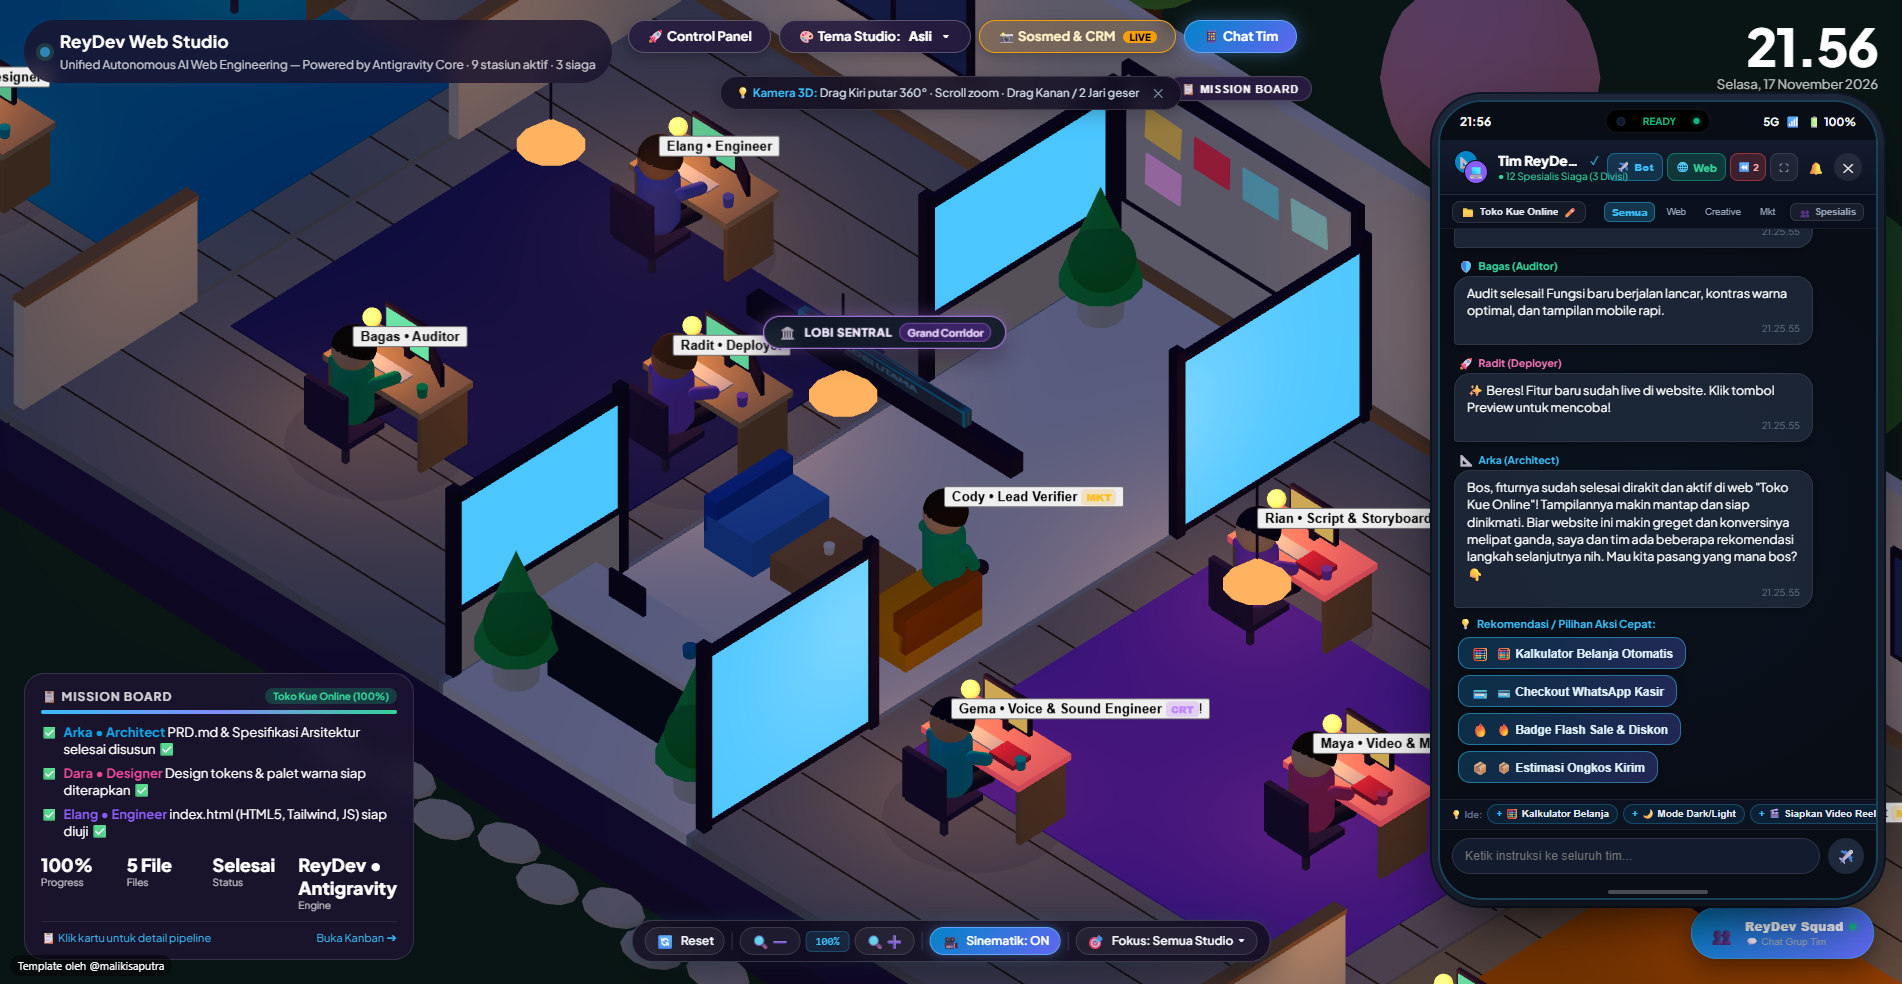 ReyDev Web Studio
Unified Autonomous AI Web Engineering — Powered by Antigravity Core · 9 stasiun aktif · 3 siaga
Control Panel
Tema Studio: Asli
Sosmed & CRM LIVE
Chat Tim
Kamera 3D: Drag Kiri putar 360° · Scroll zoom · Drag Kanan / 2 Jari geser
MISSION BOARD
21.56
Selasa, 17 November 2026
Elang • Engineer
Bagas • Auditor
Radit • Deploye
LOBI SENTRAL Grand Corridor
UTAMA
Cody • Lead Verifier MKT
Rian • Script & Storyboard
Gema • Voice & Sound Engineer CRT !
Maya • Video & M
MISSION BOARD
Toko Kue Online (100%)
Arka • Architect PRD.md & Spesifikasi Arsitektur
selesai disusun
Dara • Designer Design tokens & palet warna siap
diterapkan
Elang • Engineer index.html (HTML5, Tailwind, JS) siap
diuji
100%
Progress
5 File
Files
Selesai
Status
ReyDev •
Antigravity
Engine
Klik kartu untuk detail pipeline
Buka Kanban →
Template oleh @malikisaputra
Reset
100%
Sinematik: ON
Fokus: Semua Studio
21:56
READY
5G 100%
Tim ReyDe... ✓
• 12 Spesialis Siaga (3 Divisi)
Bot
Web
2
Toko Kue Online
Semua
Web
Creative
Mkt
Spesialis
21.25.55
Bagas (Auditor)
Audit selesai! Fungsi baru berjalan lancar, kontras warna
optimal, dan tampilan mobile rapi.
21.25.55
Radit (Deployer)
Beres! Fitur baru sudah live di website. Klik tombol
Preview untuk mencoba!
21.25.55
Arka (Architect)
Bos, fiturnya sudah selesai dirakit dan aktif di web "Toko
Kue Online"! Tampilannya makin mantap dan siap
dinikmati. Biar website ini makin greget dan konversinya
melipat ganda, saya dan tim ada beberapa rekomendasi
langkah selanjutnya nih. Mau kita pasang yang mana bos?
21.25.55
Rekomendasi / Pilihan Aksi Cepat:
Kalkulator Belanja Otomatis
Checkout WhatsApp Kasir
Badge Flash Sale & Diskon
Estimasi Ongkos Kirim
Ide:
+ Kalkulator Belanja
+ Mode Dark/Light
+ Siapkan Video Reel
Ketik instruksi ke seluruh tim...
ReyDev Squad
Chat Grup Tim